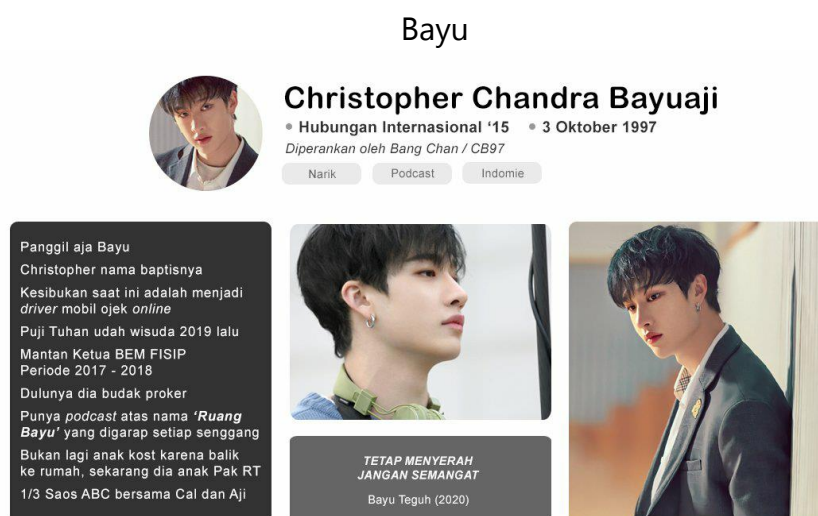 Bayu
Christopher Chandra Bayuaji
• Hubungan Internasional ‘15 • 3 Oktober 1997
Diperankan oleh Bang Chan / CB97
Narik Podcast Indomie
Panggil aja Bayu
Christopher nama baptisnya
Kesibukan saat ini adalah menjadi
driver mobil ojek online
Puji Tuhan udah wisuda 2019 lalu
Mantan Ketua BEM FISIP
Periode 2017 - 2018
Dulunya dia budak proker
Punya podcast atas nama ‘Ruang
Bayu’ yang digarap setiap senggang
Bukan lagi anak kost karena balik
ke rumah, sekarang dia anak Pak RT
1/3 Saos ABC bersama Cal dan Aji
TETAP MENYERAH
JANGAN SEMANGAT
Bayu Teguh (2020)